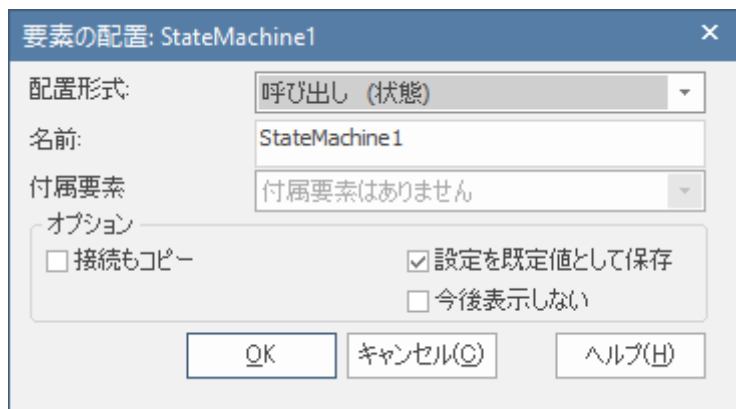 要素の配置: StateMachine1
配置形式: 呼び出し (状態)
名前: StateMachine1
付属要素 付属要素はありません
オプション
接続もコピー 設定を既定値として保存
今後表示しない
OK キャンセル(C) ヘルプ(H)